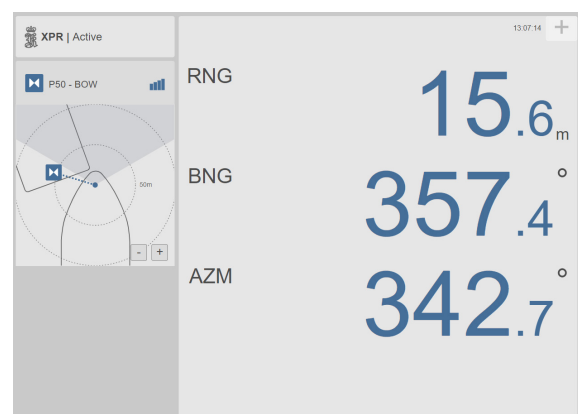 XPR | Active
P50 - BOW
50m
- +
13:07:14 +
RNG
15.6m
BNG
357.4°
AZM
342.7°